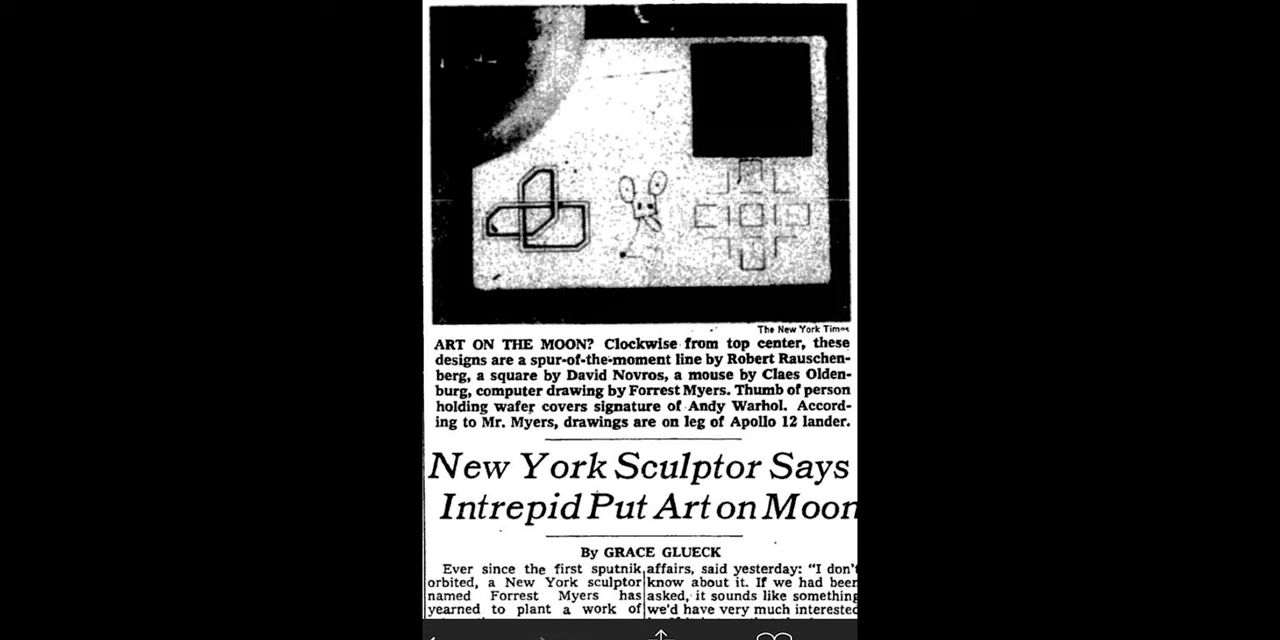 The New York Times
ART ON THE MOON? Clockwise from top center, these
designs are a spur-of-the-moment line by Robert Rauschen-
berg, a square by David Novros, a mouse by Claes Olden-
burg, computer drawing by Forrest Myers. Thumb of person
holding wafer covers signature of Andy Warhol. Accord-
ing to Mr. Myers, drawings are on leg of Apollo 12 lander.
New York Sculptor Says
Intrepid Put Art on Moon
By GRACE GLUECK
Ever since the first sputnik
orbited, a New York sculptor
named Forrest Myers has
yearned to plant a work of
affairs, said yesterday: "I don't
know about it. If we had been
asked, it sounds like something
we'd have very much interested